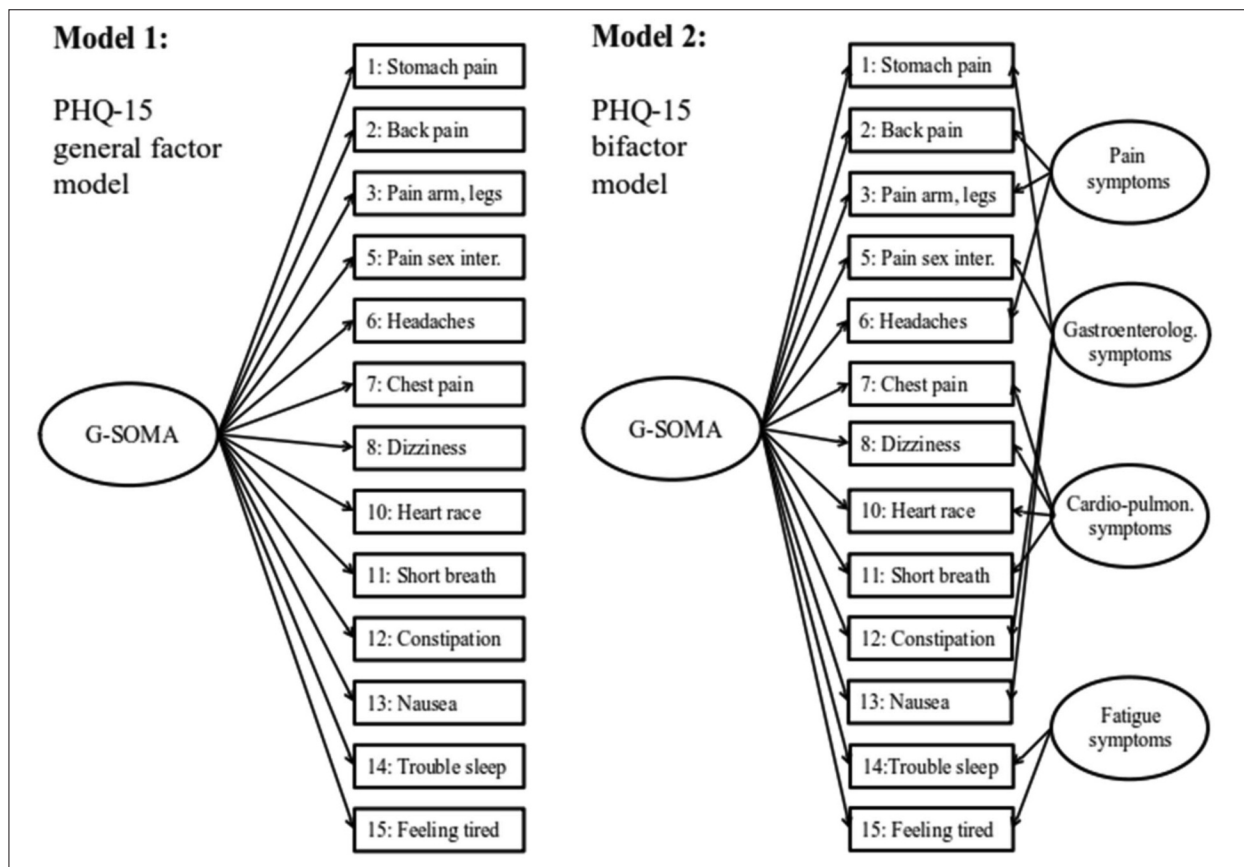 Model 1:
PHQ-15
general factor
model
G-SOMA
1: Stomach pain
2: Back pain
3: Pain arm, legs
5: Pain sex inter.
6: Headaches
7: Chest pain
8: Dizziness
10: Heart race
11: Short breath
12: Constipation
13: Nausea
14: Trouble sleep
15: Feeling tired
Model 2:
PHQ-15
bifactor
model
G-SOMA
1: Stomach pain
2: Back pain
3: Pain arm, legs
5: Pain sex inter.
6: Headaches
7: Chest pain
8: Dizziness
10: Heart race
11: Short breath
12: Constipation
13: Nausea
14:Trouble sleep
15: Feeling tired
Pain
symptoms
Gastroenterolog.
symptoms
Cardio-pulmon.
symptoms
Fatigue
symptoms